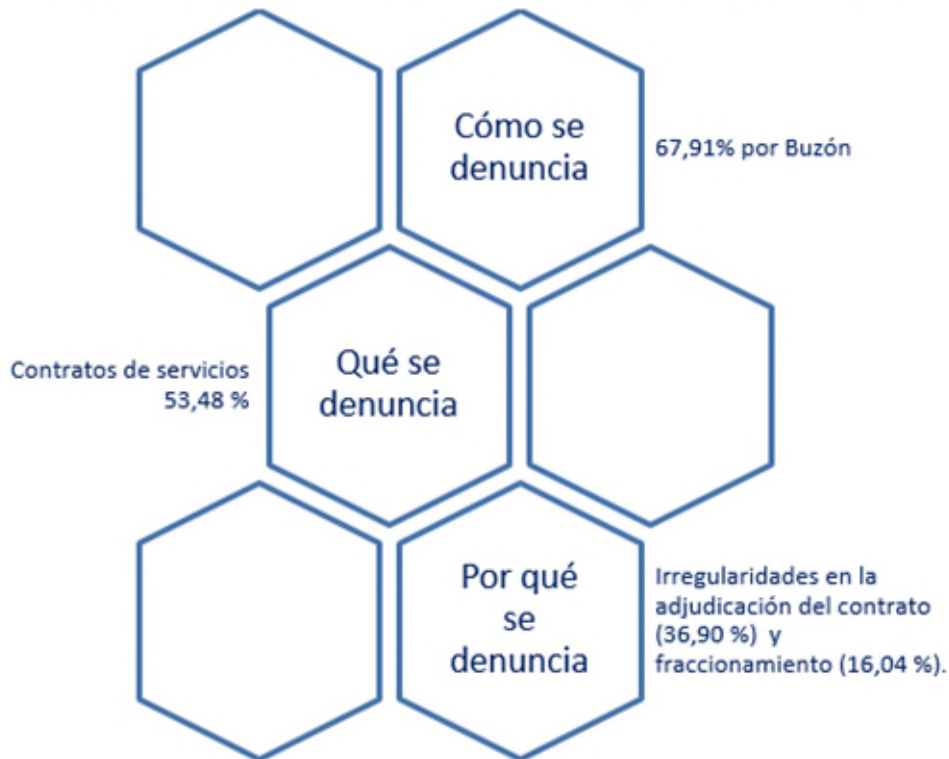 Cómo se
denuncia
67,91% por Buzón
Contratos de servicios
53,48 %
Qué se
denuncia
Por qué
se
denuncia
Irregularidades en la
adjudicación del contrato
(36,90 %) y
fraccionamiento (16,04 %).